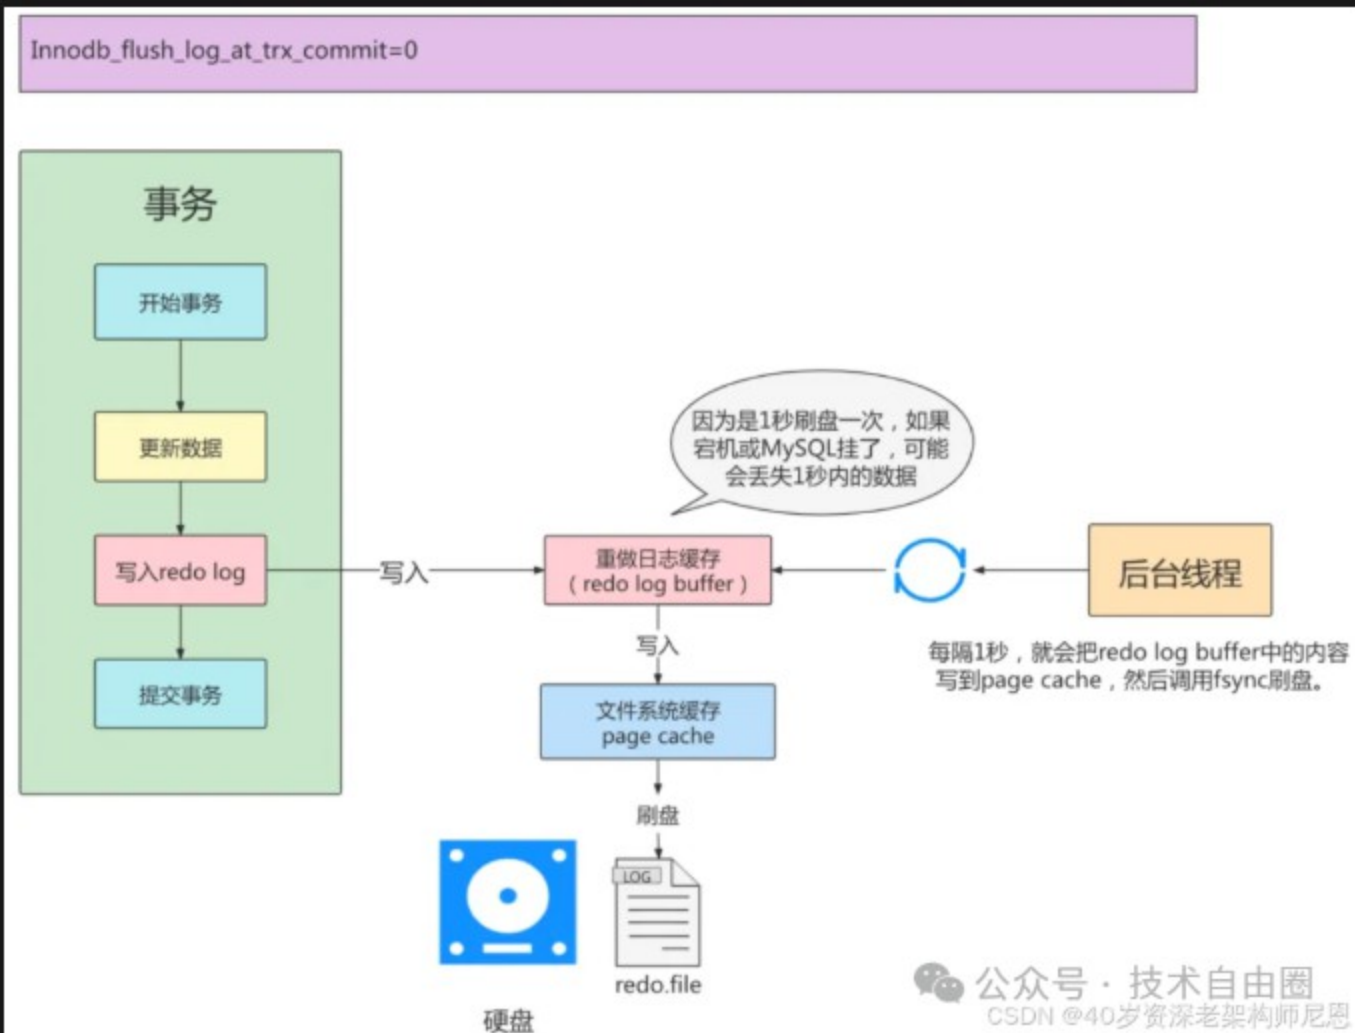 Innodb_flush_log_at_trx_commit=0
事务
开始事务
更新数据
写入redo log
提交事务
写入
因为是1秒刷盘一次，如果
宕机或MySQL挂了，可能
会丢失1秒内的数据
重做日志缓存
（redo log buffer）
后台线程
每隔1秒，就会把redo log buffer中的内容
写到page cache，然后调用fsync刷盘。
写入
文件系统缓存
page cache
刷盘
LOG
redo.file
硬盘
公众号 · 技术自由圈
CSDN @40岁资深老架构师尼恩